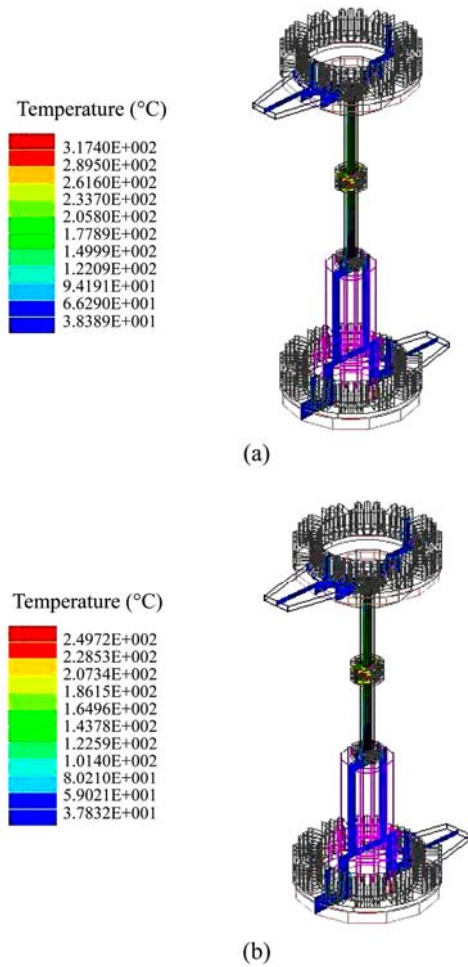 Temperature (°C)
3.1740E+002
2.8950E+002
2.6160E+002
2.3370E+002
2.0580E+002
1.7789E+002
1.4999E+002
1.2209E+002
9.4191E+001
6.6290E+001
3.8389E+001
(a)
Temperature (°C)
2.4972E+002
2.2853E+002
2.0734E+002
1.8615E+002
1.6496E+002
1.4378E+002
1.2259E+002
1.0140E+002
8.0210E+001
5.9021E+001
3.7832E+001
(b)